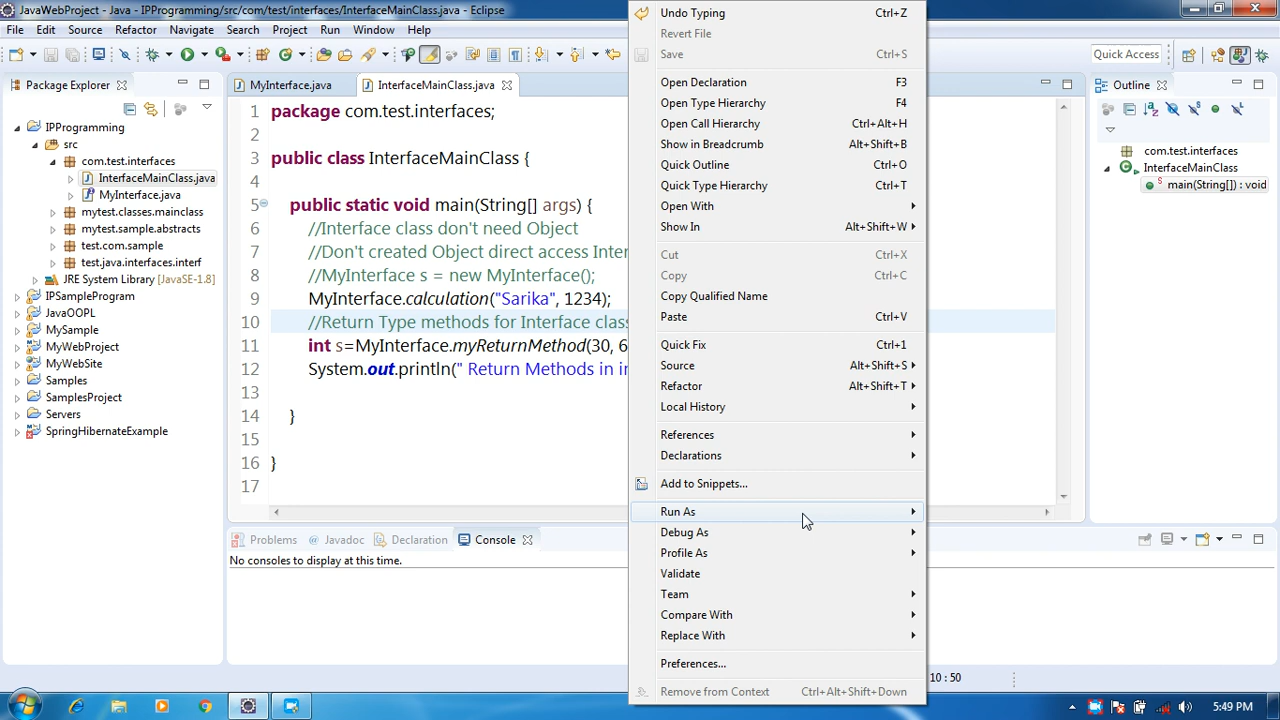 JavaWebProject - Java - IPProgramming/src/com/test/interfaces/InterfaceMainClass.java - Eclipse
File Edit Source Refactor Navigate Search Project Run Window Help
Quick Access
Package Explorer
IPProgramming
src
com.test.interfaces
InterfaceMainClass.java
MyInterface.java
mytest.classes.mainclass
mytest.sample.abstracts
test.com.sample
test.java.interfaces.interf
JRE System Library [JavaSE-1.8]
IPSampleProgram
JavaOOPL
MySample
MyWebProject
MyWebSite
Samples
SamplesProject
Servers
SpringHibernateExample
MyInterface.java InterfaceMainClass.java
1 package com.test.interfaces;
2
3 public class InterfaceMainClass {
4
5 public static void main(String[] args) {
6 //Interface class don't need Object
7 //Don't created Object direct access Inter
8 //MyInterface s = new MyInterface();
9 MyInterface.calculation("Sarika", 1234);
10 //Return Type methods for Interface class
11 int s=MyInterface.myReturnMethod(30, 6
12 System.out.println(" Return Methods in in
13
14 }
15
16 }
17
Problems Javadoc Declaration Console
No consoles to display at this time.
Undo Typing Ctrl+Z
Revert File
Save Ctrl+S
Open Declaration F3
Open Type Hierarchy F4
Open Call Hierarchy Ctrl+Alt+H
Show in Breadcrumb Alt+Shift+B
Quick Outline Ctrl+O
Quick Type Hierarchy Ctrl+T
Open With
Show In Alt+Shift+W
Cut Ctrl+X
Copy Ctrl+C
Copy Qualified Name
Paste Ctrl+V
Quick Fix Ctrl+1
Source Alt+Shift+S
Refactor Alt+Shift+T
Local History
References
Declarations
Add to Snippets...
Run As
Debug As
Profile As
Validate
Team
Compare With
Replace With
Preferences...
Remove from Context Ctrl+Alt+Shift+Down
Outline
com.test.interfaces
InterfaceMainClass
main(String[]) : void
10 : 50
5:49 PM